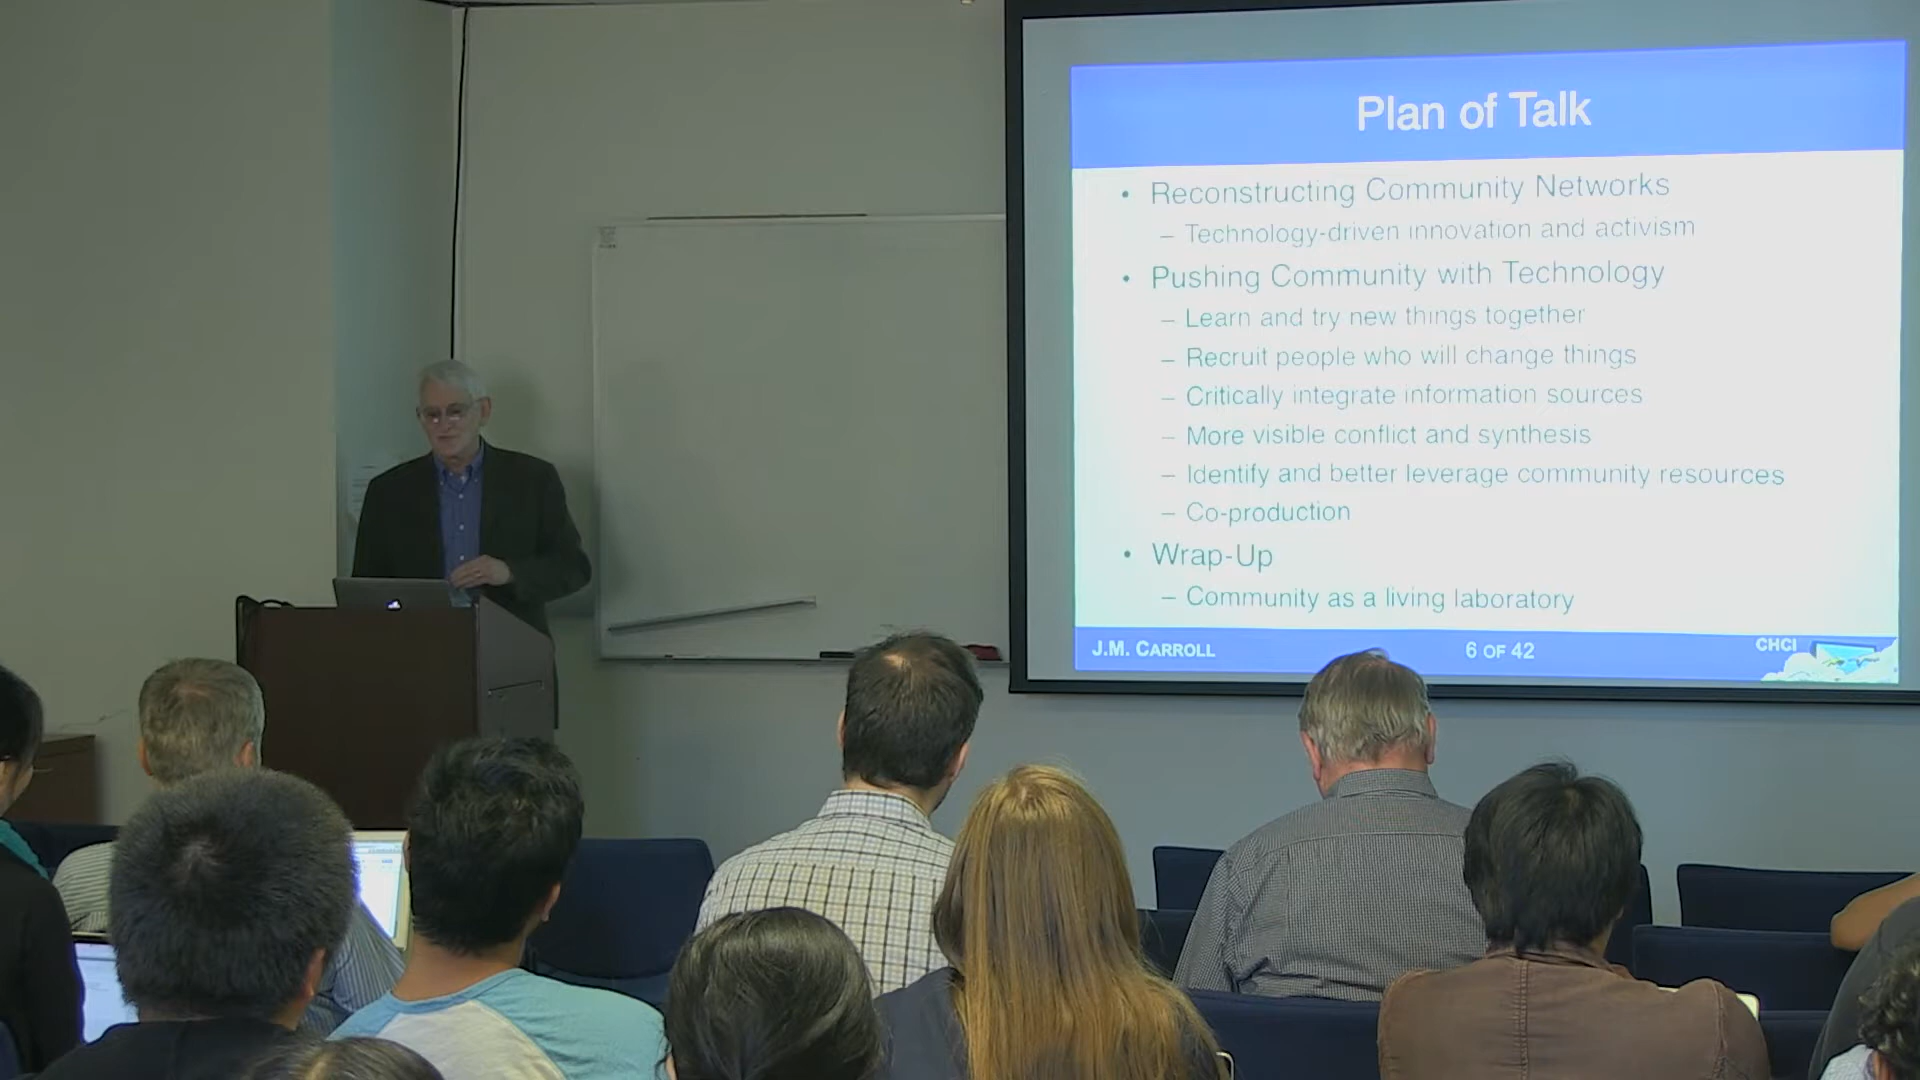 Plan of Talk
• Reconstructing Community Networks
– Technology-driven innovation and activism
• Pushing Community with Technology
– Learn and try new things together
– Recruit people who will change things
– Critically integrate information sources
– More visible conflict and synthesis
– Identify and better leverage community resources
– Co-production
• Wrap-Up
– Community as a living laboratory
J.M. CARROLL
6 OF 42
CHCI